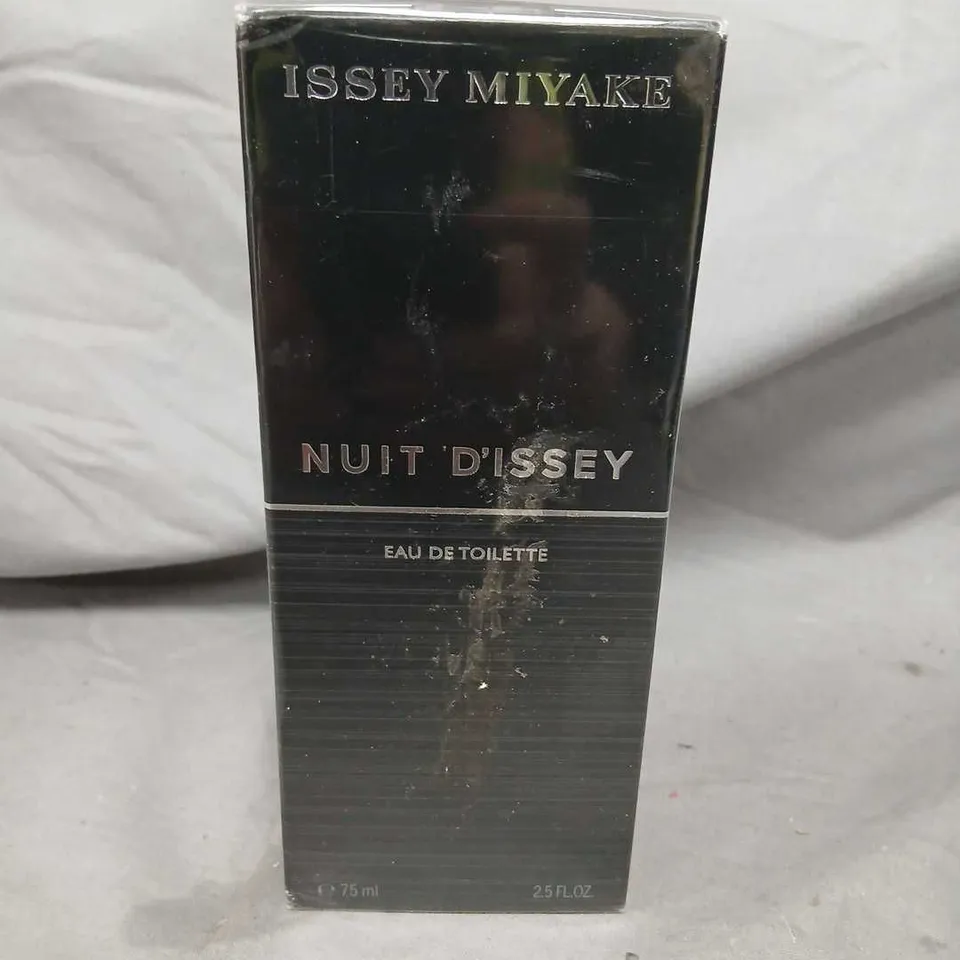 ISSEY MIYAKE
NUIT D'ISSEY
EAU DE TOILETTE
℮ 75 ml 2.5 FL.OZ.